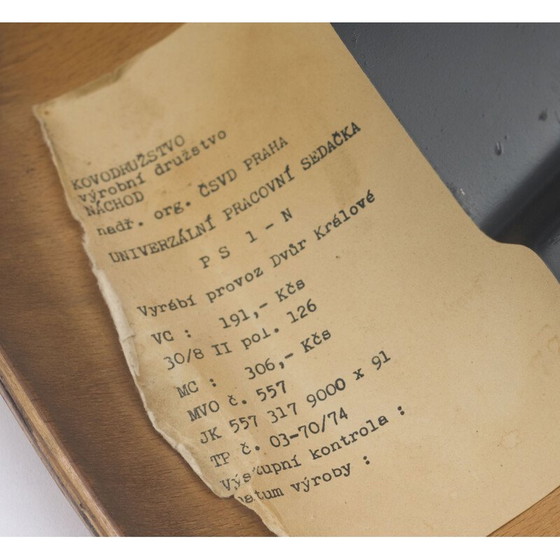 KOVODRUŽSTVO
výrobní družstvo
NÁCHOD
nadř. org. ČSVD PRAHA
UNIVERZÁLNÍ PRACOVNÍ SEDAČKA
P S 1 - N
Vyrábí provoz Dvůr Králové
VC : 191,- Kčs
30/8 II pol. 126
MC : 306,- Kčs
MVO č. 557
JK 557 317 9000 x 91
TP č. 03-70/74
Výstupní kontrola :
Datum výroby :